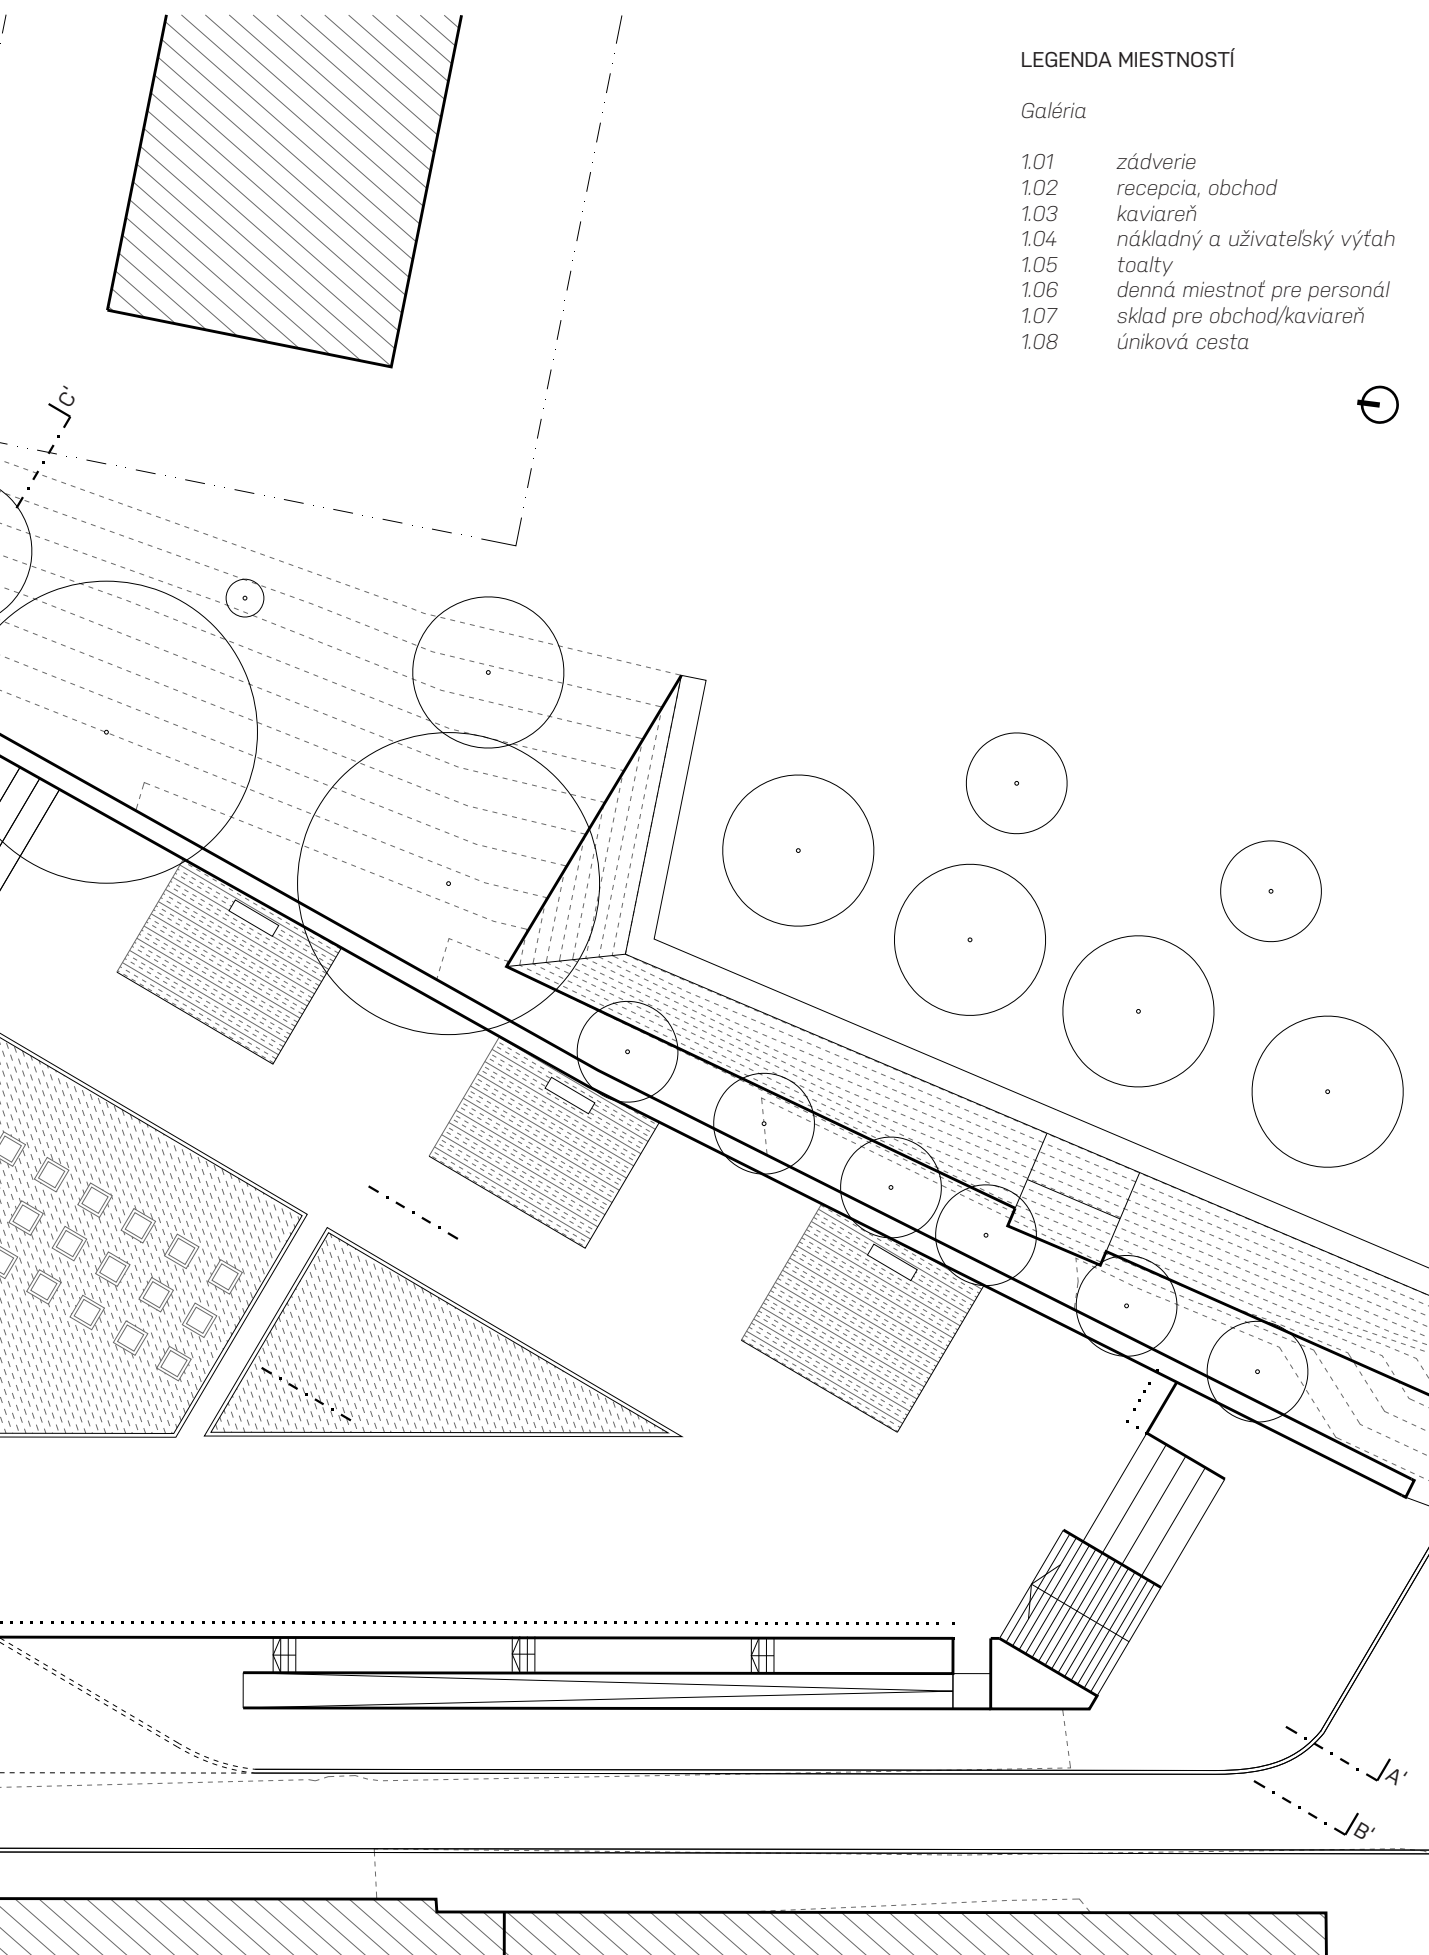 LEGENDA MIESTNOSTÍ
Galéria
1.01 zádverie
1.02 recepcia, obchod
1.03 kaviareň
1.04 nákladný a uživateľský výťah
1.05 toalty
1.06 denná miestnoť pre personál
1.07 sklad pre obchod/kaviareň
1.08 úniková cesta
C'
A'
B'